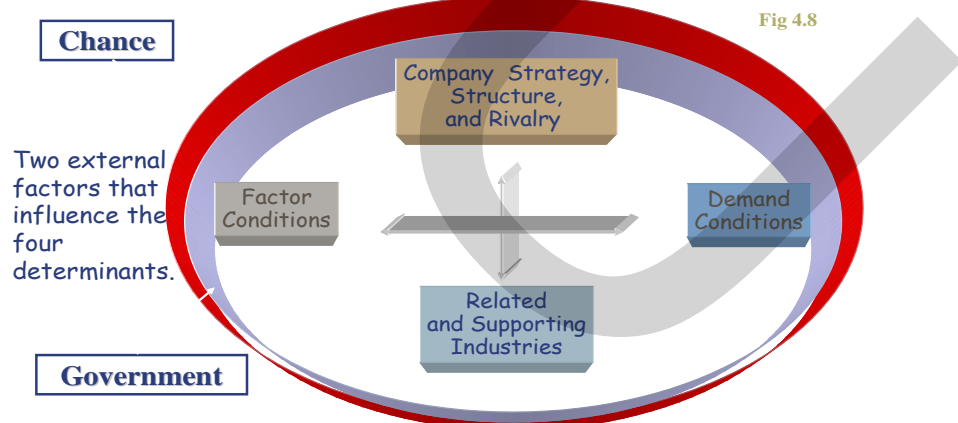 Fig 4.8
Chance
Company Strategy,
Structure,
and Rivalry
Two external
factors that
influence the
four
determinants.
Factor
Conditions
Demand
Conditions
Related
and Supporting
Industries
Government